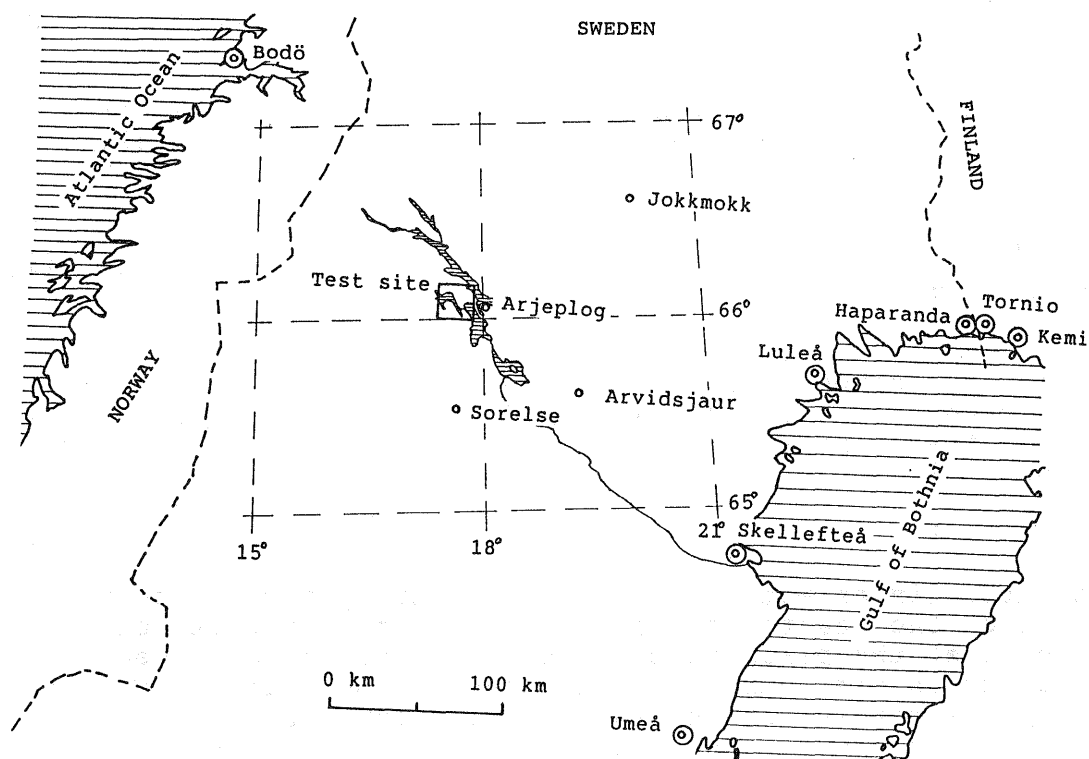 SWEDEN
Bodö
Atlantic Ocean
FINLAND
67°
Jokkmokk
Test site
Arjeplog
66°
Haparanda
Tornio
Kemi
Luleå
NORWAY
Arvidsjaur
Sorelse
65°
Gulf of Bothnia
15°
18°
21°
Skellefteå
0 km
100 km
Umeå